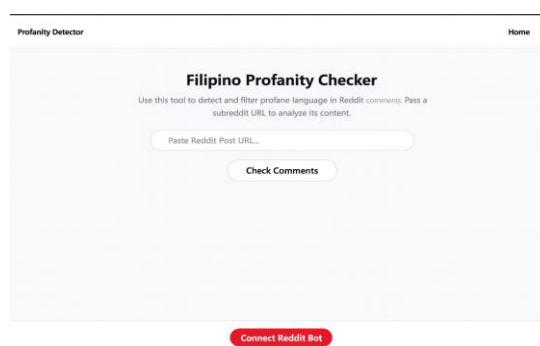 Profanity Detector
Home
Filipino Profanity Checker
Use this tool to detect and filter profane language in Reddit comments. Pass a
subreddit URL to analyze its content.
Paste Reddit Post URL...
Check Comments
Connect Reddit Bot